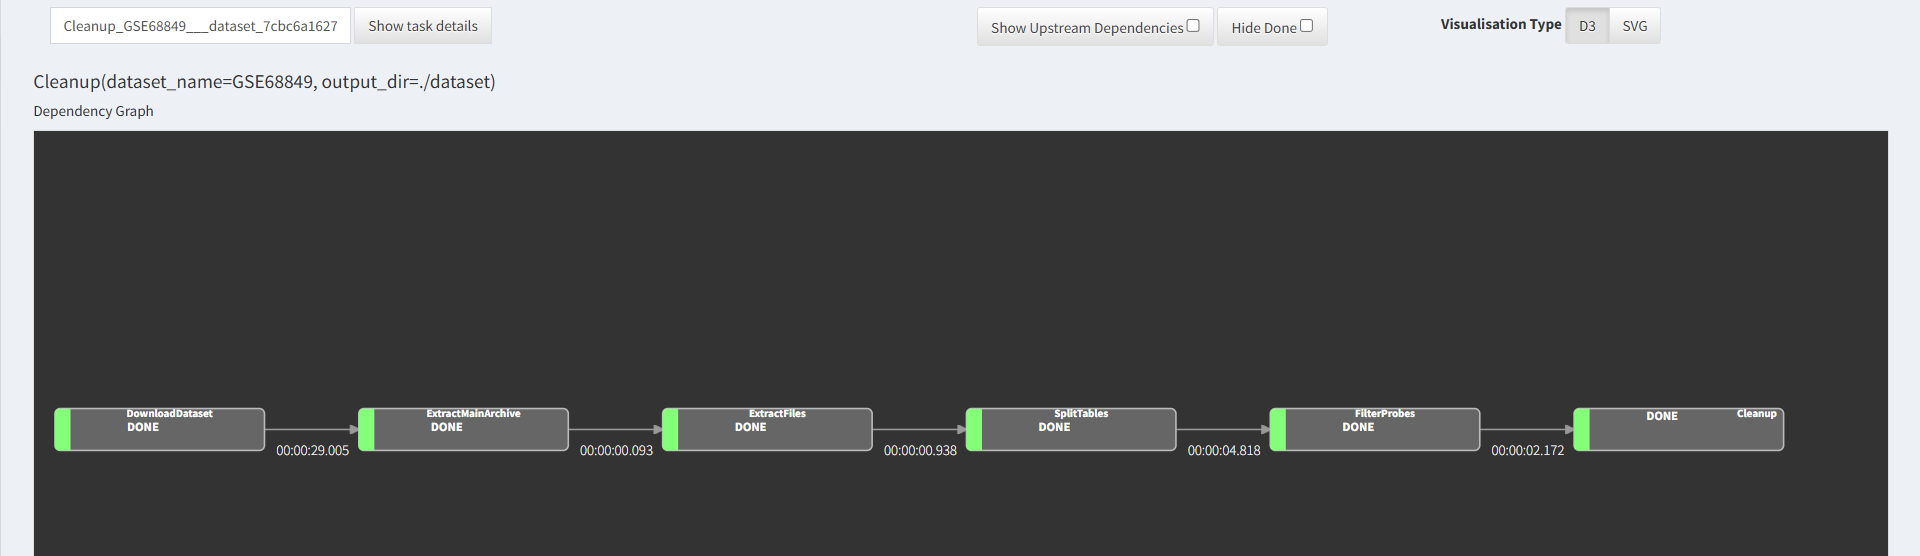 Cleanup_GSE68849___dataset_7cbc6a1627
Show task details
Show Upstream Dependencies
Hide Done
Visualisation Type
D3
SVG
Cleanup(dataset_name=GSE68849, output_dir=./dataset)
Dependency Graph
DownloadDataset
DONE
00:00:29.005
ExtractMainArchive
DONE
00:00:00.093
ExtractFiles
DONE
00:00:00.938
SplitTables
DONE
00:00:04.818
FilterProbes
DONE
00:00:02.172
DONE
Cleanup